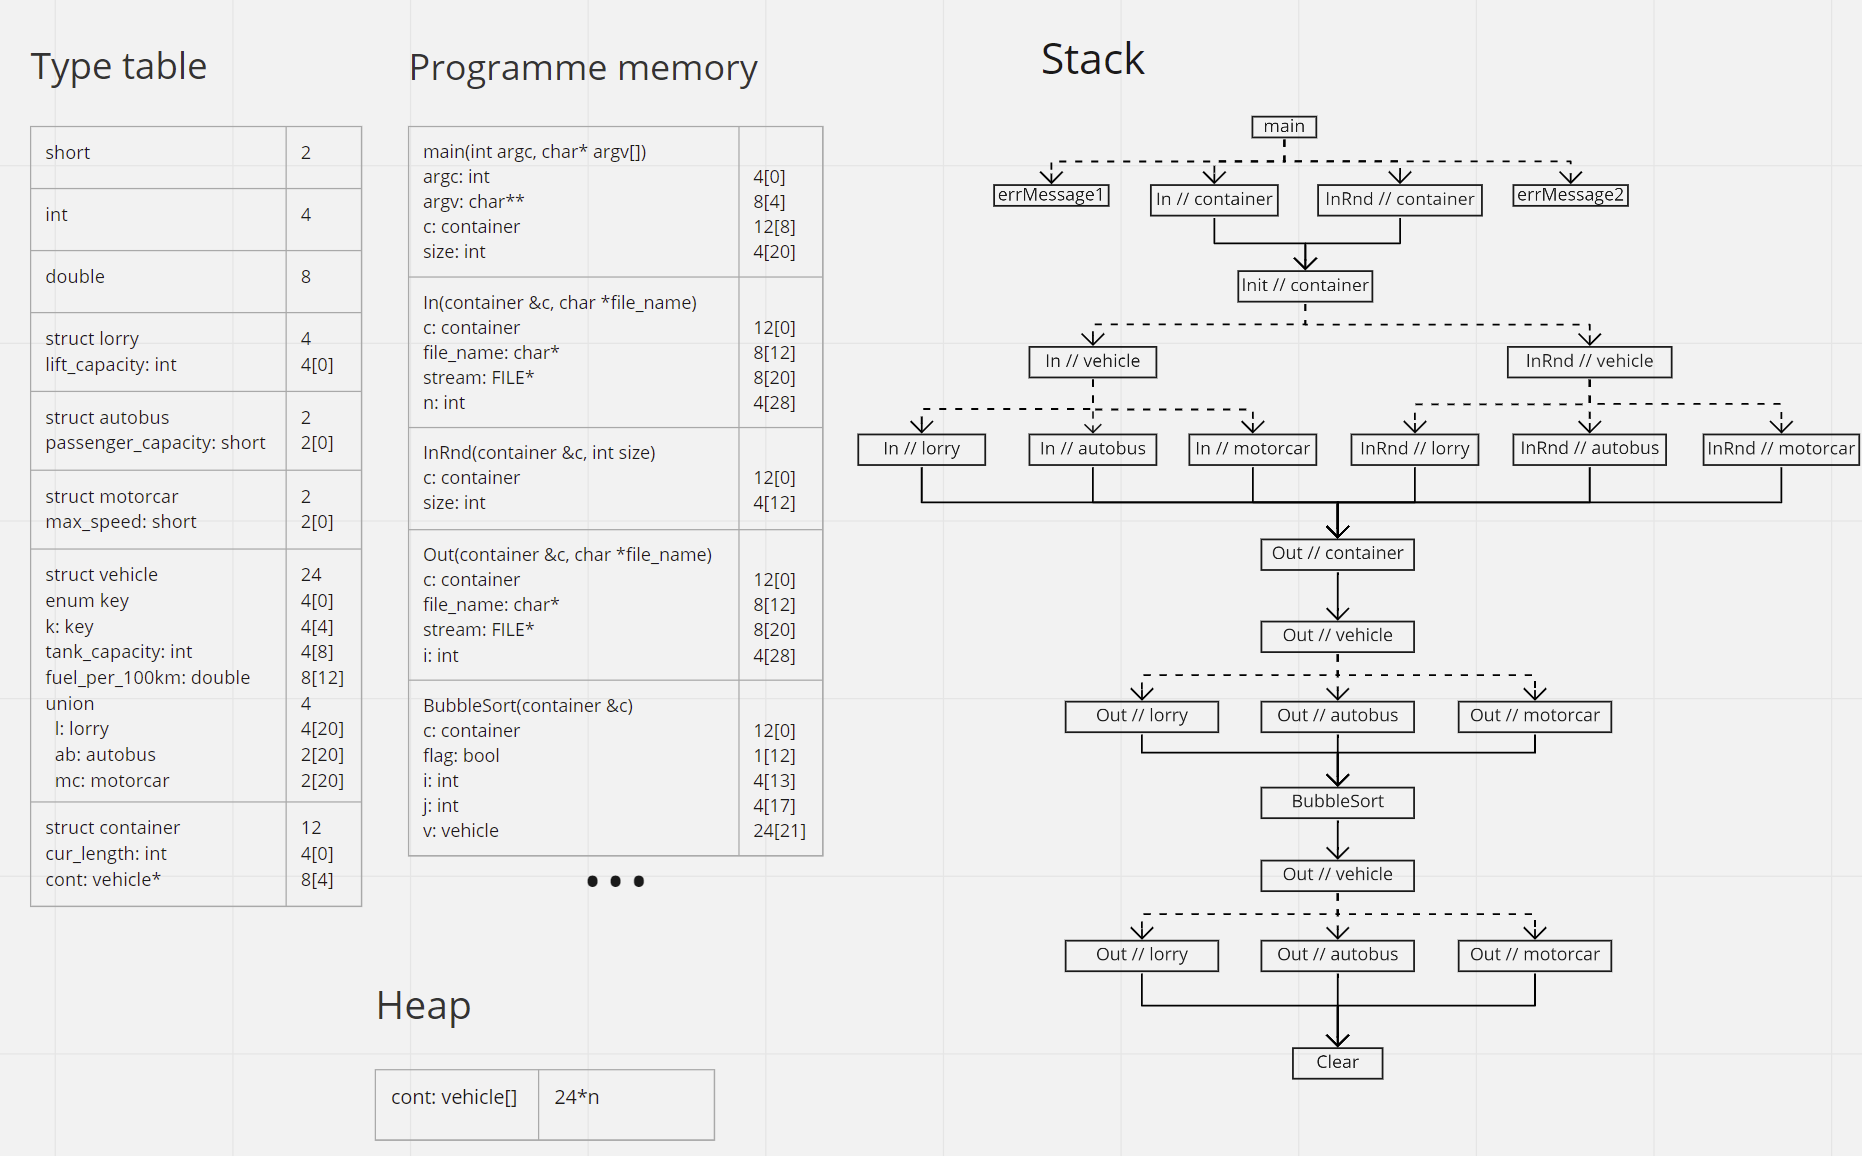 Type table
short 2
int 4
double 8
struct lorry 4
lift_capacity: int 4[0]
struct autobus 2
passenger_capacity: short 2[0]
struct motorcar 2
max_speed: short 2[0]
struct vehicle 24
enum key 4[0]
k: key 4[4]
tank_capacity: int 4[8]
fuel_per_100km: double 8[12]
union 4
l: lorry 4[20]
ab: autobus 2[20]
mc: motorcar 2[20]
struct container 12
cur_length: int 4[0]
cont: vehicle* 8[4]
Programme memory
main(int argc, char* argv[])
argc: int 4[0]
argv: char** 8[4]
c: container 12[8]
size: int 4[20]
In(container &c, char *file_name)
c: container 12[0]
file_name: char* 8[12]
stream: FILE* 8[20]
n: int 4[28]
InRnd(container &c, int size)
c: container 12[0]
size: int 4[12]
Out(container &c, char *file_name)
c: container 12[0]
file_name: char* 8[12]
stream: FILE* 8[20]
i: int 4[28]
BubbleSort(container &c)
c: container 12[0]
flag: bool 1[12]
i: int 4[13]
j: int 4[17]
v: vehicle 24[21]
...
Heap
cont: vehicle[] 24*n
Stack
main
errMessage1 In // container InRnd // container errMessage2
Init // container
In // vehicle InRnd // vehicle
In // lorry In // autobus In // motorcar InRnd // lorry InRnd // autobus InRnd // motorcar
Out // container
Out // vehicle
Out // lorry Out // autobus Out // motorcar
BubbleSort
Out // vehicle
Out // lorry Out // autobus Out // motorcar
Clear